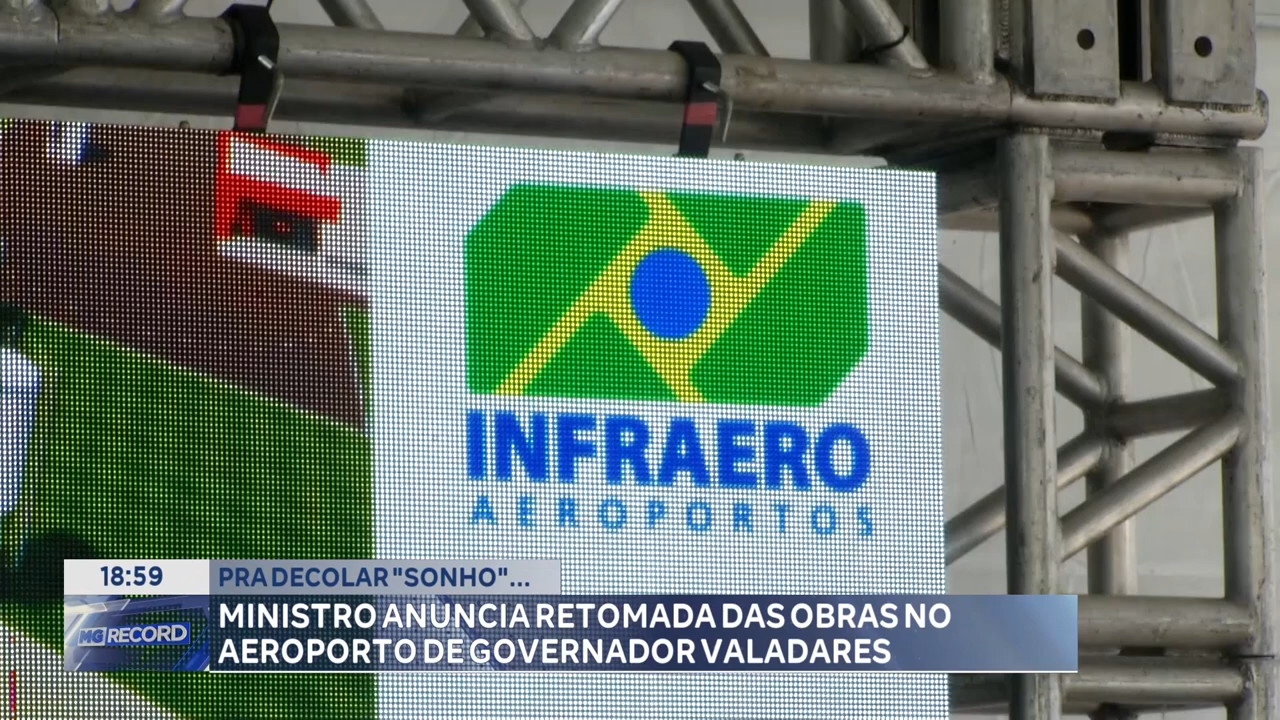 INFRAERO
AEROPORTOS
18:59
PRA DECOLAR "SONHO"...
MG RECORD
MINISTRO ANUNCIA RETOMADA DAS OBRAS NO
AEROPORTO DE GOVERNADOR VALADARES